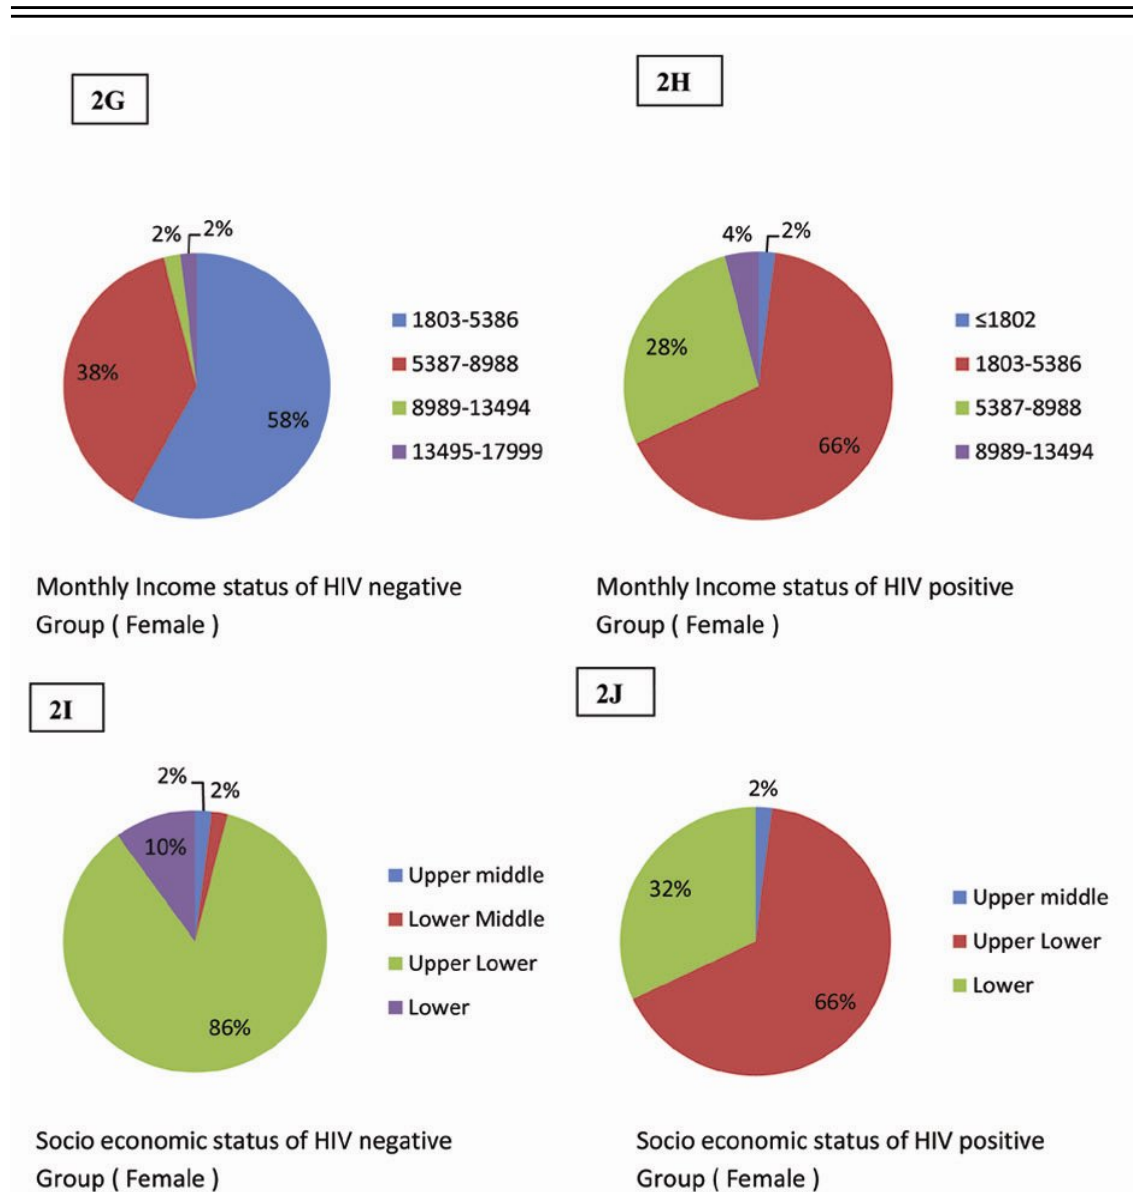 2G
2%
2%
38%
58%
1803-5386
5387-8988
8989-13494
13495-17999
Monthly Income status of HIV negative
Group ( Female )
2H
4%
2%
28%
66%
≤1802
1803-5386
5387-8988
8989-13494
Monthly Income status of HIV positive
Group ( Female )
2I
2%
2%
10%
86%
Upper middle
Lower Middle
Upper Lower
Lower
Socio economic status of HIV negative
Group ( Female )
2J
2%
32%
66%
Upper middle
Upper Lower
Lower
Socio economic status of HIV positive
Group ( Female )